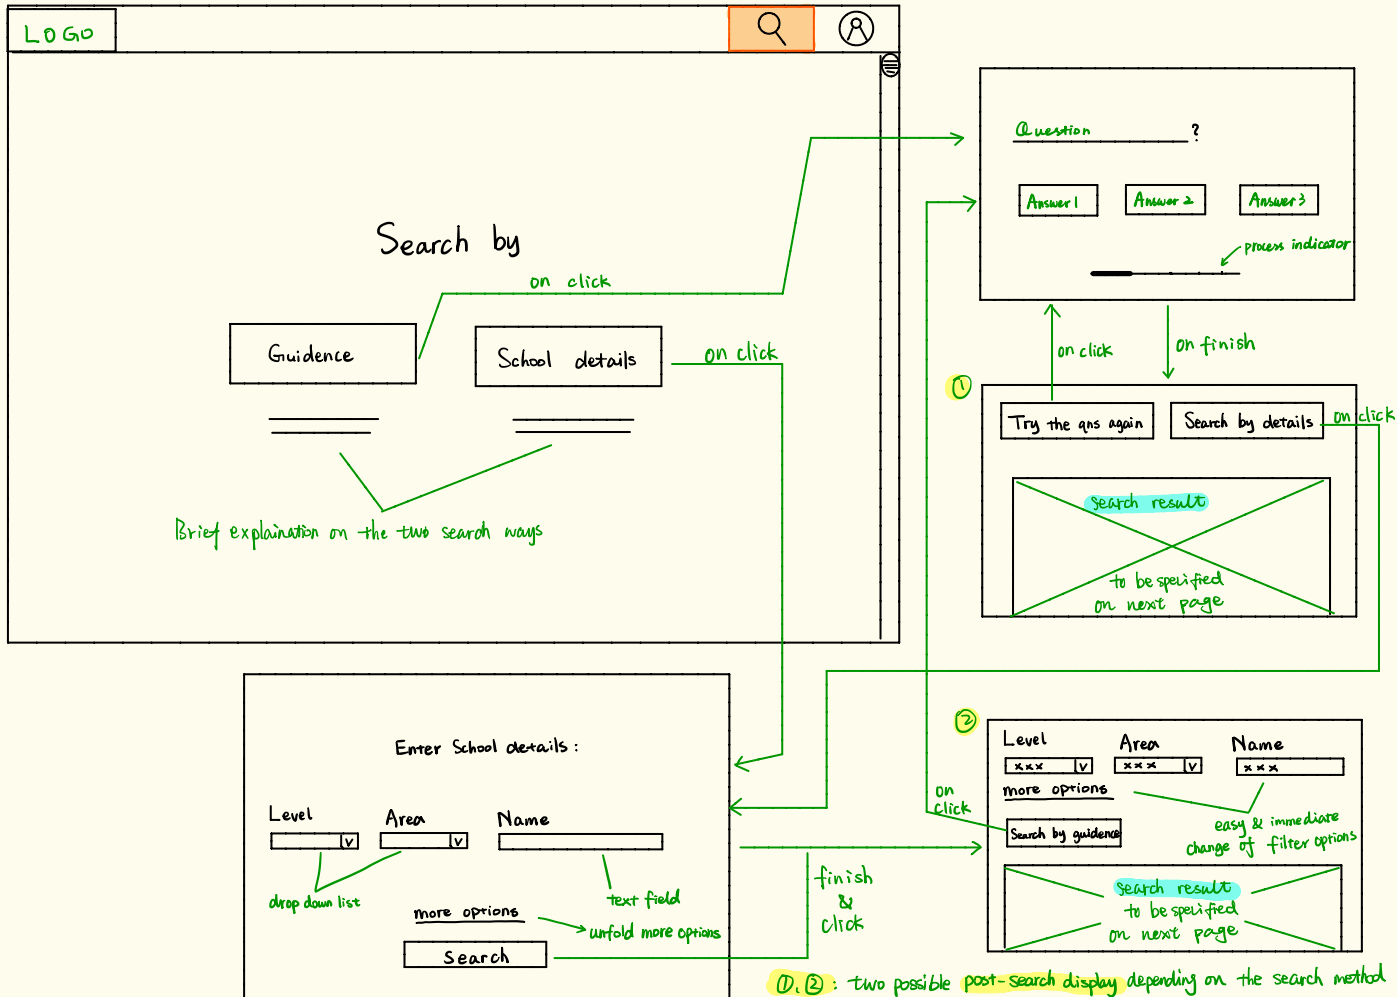 LOGO
Search by
on click
Guidence
School details
on click
Brief explaination on the two search ways
Question ?
Answer 1
Answer 2
Answer 3
process indicator
on click
on finish
①
Try the qns again
Search by details
on click
search result
to be specified
on next page
Enter School details :
Level
Area
Name
v
v
drop down list
text field
more options
unfold more options
Search
finish
&
click
②
Level
Area
Name
xxx
v
xxx
v
xxx
more options
on
click
Search by guidence
easy & immediate
change of filter options
search result
to be specified
on next page
①.② : two possible post-search display depending on the search method